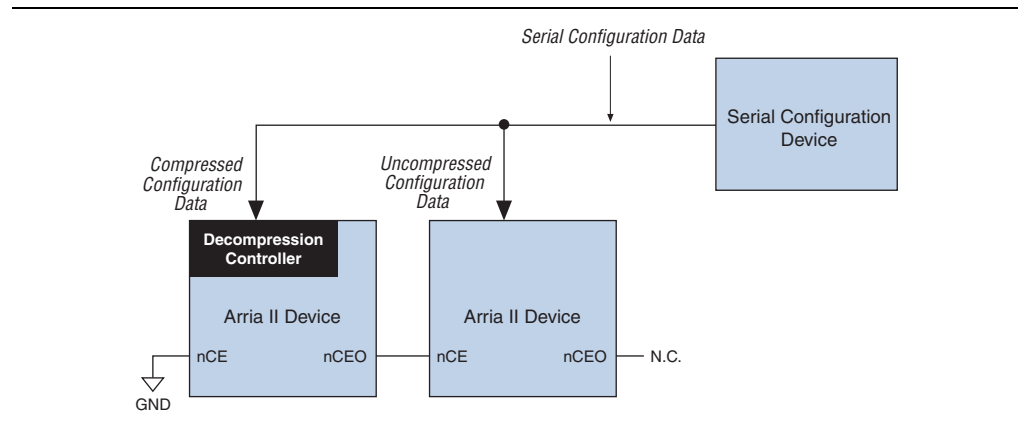 Serial Configuration Data
Serial Configuration
Device
Compressed
Configuration
Data
Uncompressed
Configuration
Data
Decompression
Controller
Arria II Device
Arria II Device
nCE
nCEO
nCE
nCEO
N.C.
GND